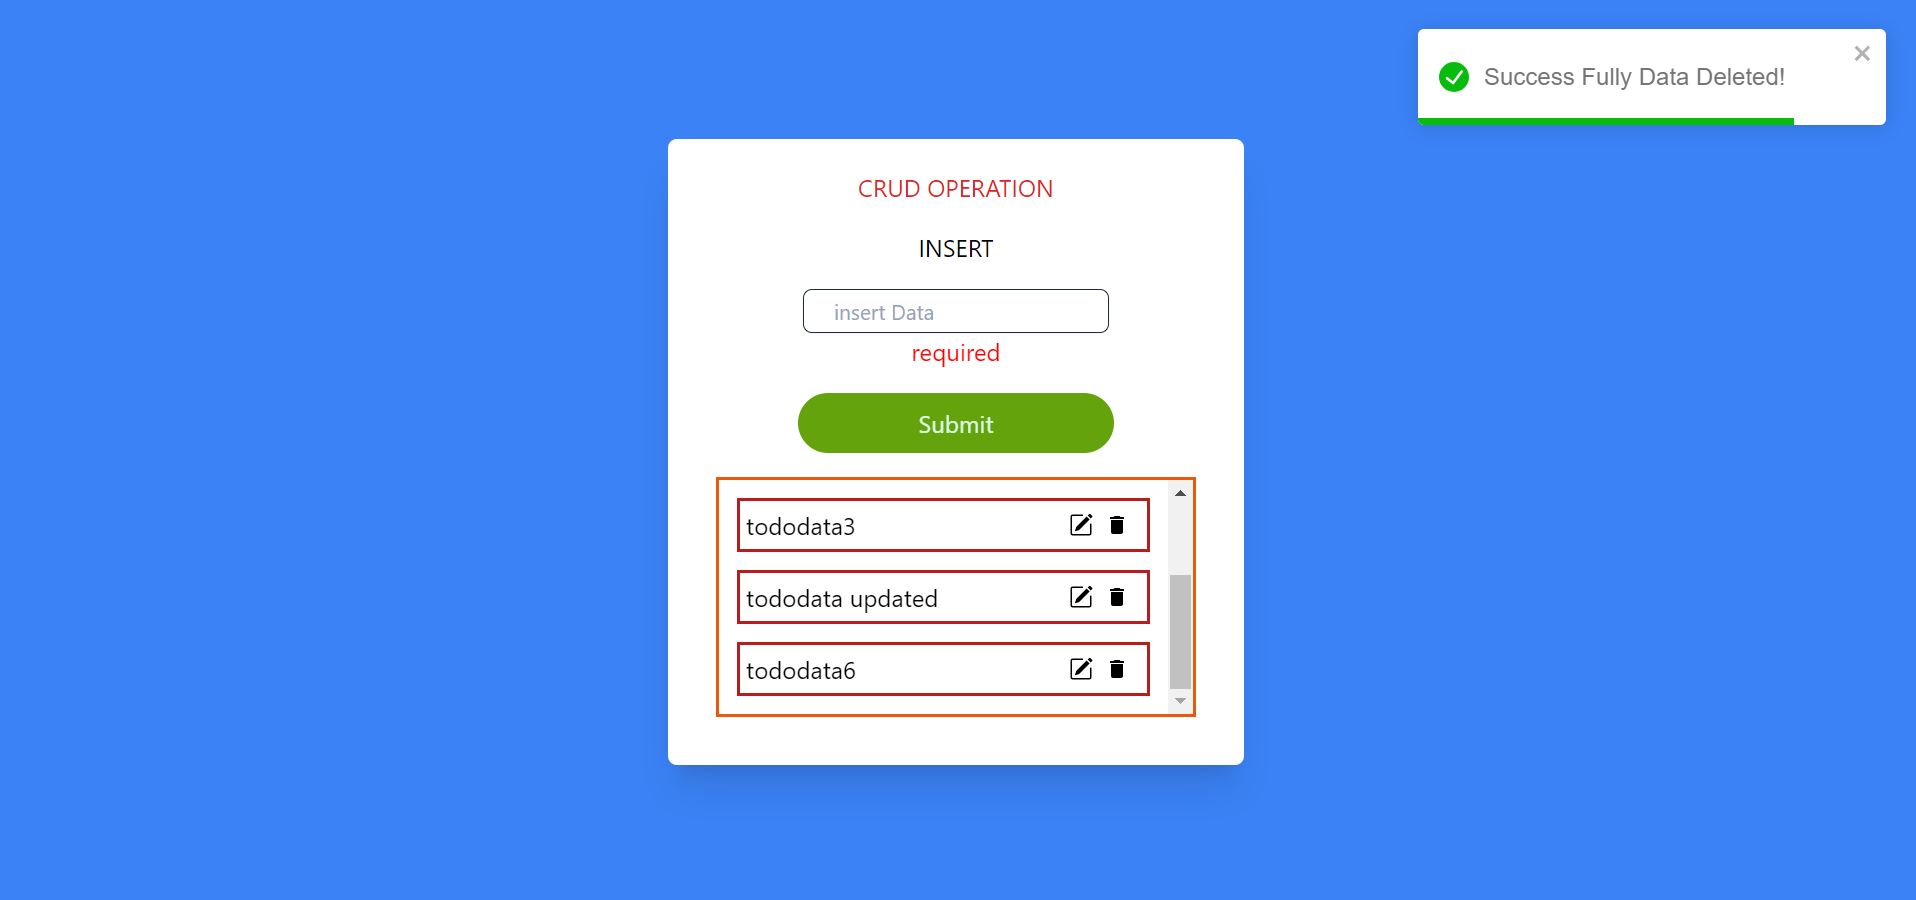 Success Fully Data Deleted!
CRUD OPERATION
INSERT
insert Data
required
Submit
tododata3
tododata updated
tododata6